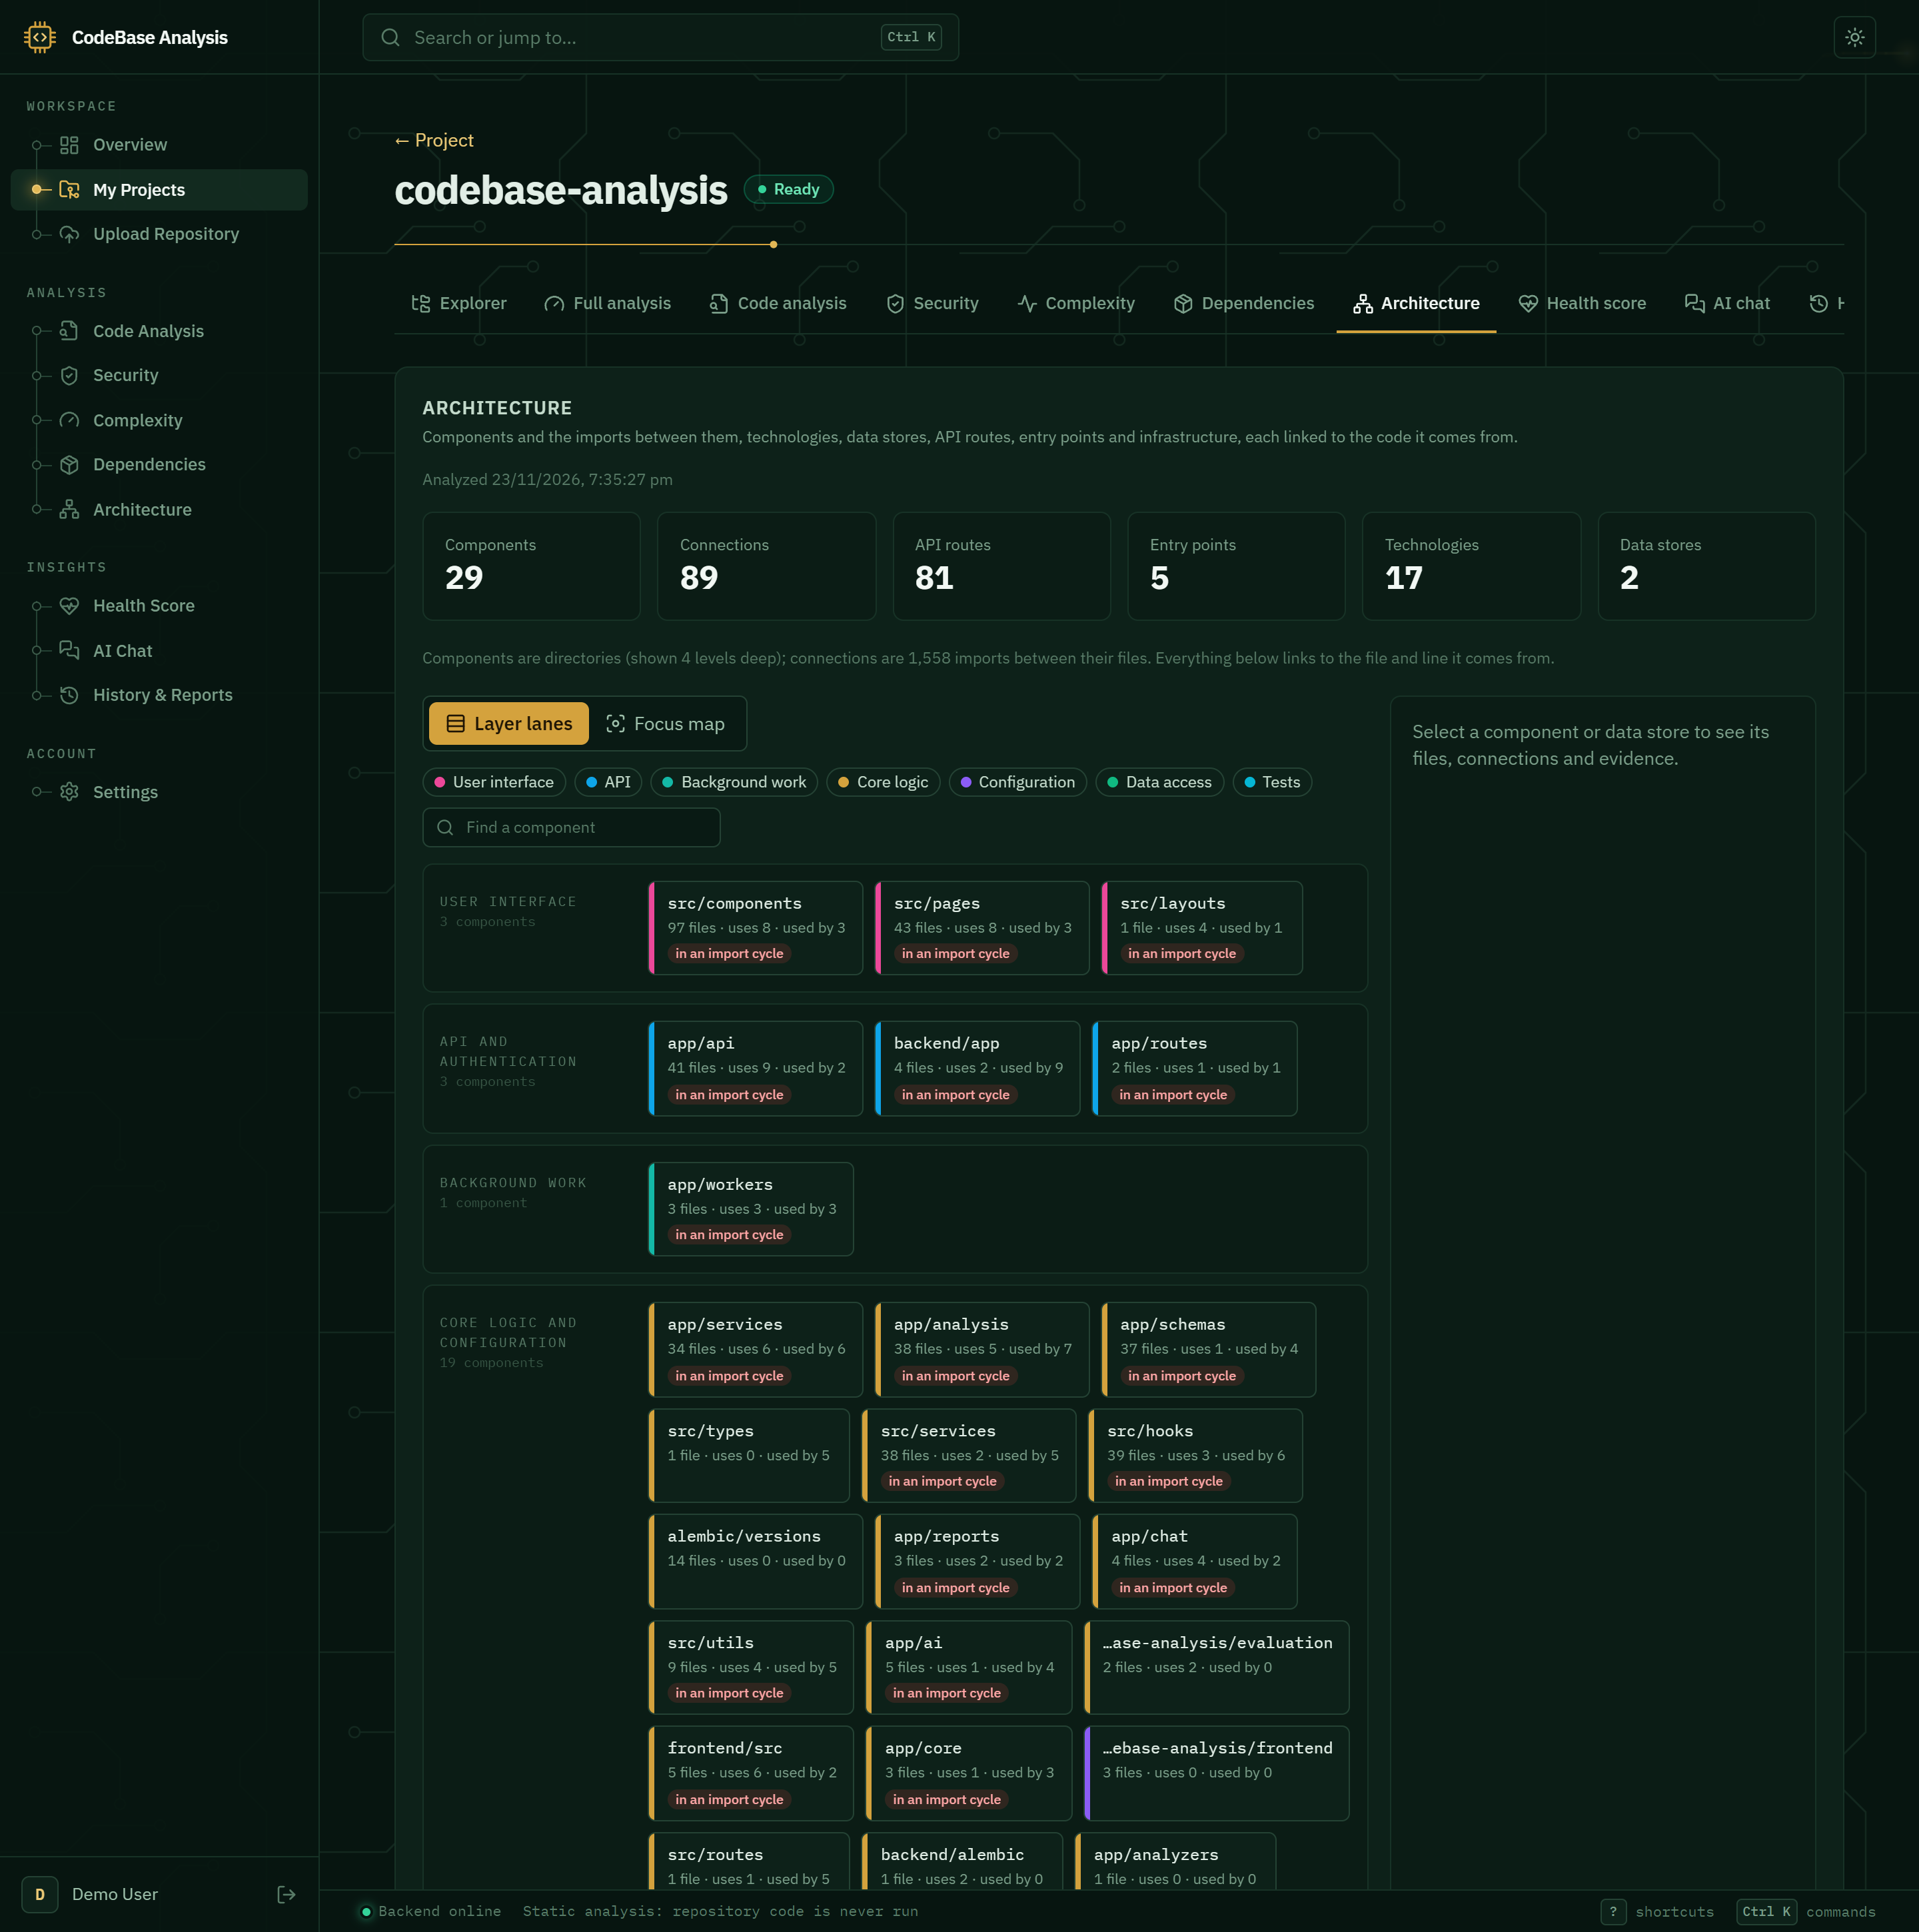 CodeBase Analysis
Search or jump to...
Ctrl K
WORKSPACE
Overview
My Projects
Upload Repository
ANALYSIS
Code Analysis
Security
Complexity
Dependencies
Architecture
INSIGHTS
Health Score
AI Chat
History & Reports
ACCOUNT
Settings
D
Demo User
← Project
codebase-analysis
Ready
Explorer
Full analysis
Code analysis
Security
Complexity
Dependencies
Architecture
Health score
AI chat
ARCHITECTURE
Components and the imports between them, technologies, data stores, API routes, entry points and infrastructure, each linked to the code it comes from.
Analyzed 23/11/2026, 7:35:27 pm
Components
29
Connections
89
API routes
81
Entry points
5
Technologies
17
Data stores
2
Components are directories (shown 4 levels deep); connections are 1,558 imports between their files. Everything below links to the file and line it comes from.
Layer lanes
Focus map
User interface
API
Background work
Core logic
Configuration
Data access
Tests
Find a component
Select a component or data store to see its
files, connections and evidence.
USER INTERFACE
3 components
src/components
97 files · uses 8 · used by 3
in an import cycle
src/pages
43 files · uses 8 · used by 3
in an import cycle
src/layouts
1 file · uses 4 · used by 1
in an import cycle
API AND
AUTHENTICATION
3 components
app/api
41 files · uses 9 · used by 2
in an import cycle
backend/app
4 files · uses 2 · used by 9
in an import cycle
app/routes
2 files · uses 1 · used by 1
in an import cycle
BACKGROUND WORK
1 component
app/workers
3 files · uses 3 · used by 3
in an import cycle
CORE LOGIC AND
CONFIGURATION
19 components
app/services
34 files · uses 6 · used by 6
in an import cycle
app/analysis
38 files · uses 5 · used by 7
in an import cycle
app/schemas
37 files · uses 1 · used by 4
in an import cycle
src/types
1 file · uses 0 · used by 5
src/services
38 files · uses 2 · used by 5
in an import cycle
src/hooks
39 files · uses 3 · used by 6
in an import cycle
alembic/versions
14 files · uses 0 · used by 0
app/reports
3 files · uses 2 · used by 2
in an import cycle
app/chat
4 files · uses 4 · used by 2
in an import cycle
src/utils
9 files · uses 4 · used by 5
in an import cycle
app/ai
5 files · uses 1 · used by 4
in an import cycle
…ase-analysis/evaluation
2 files · uses 2 · used by 0
frontend/src
5 files · uses 6 · used by 2
in an import cycle
app/core
3 files · uses 1 · used by 3
in an import cycle
…ebase-analysis/frontend
3 files · uses 0 · used by 0
src/routes
1 file · uses 1 · used by 5
backend/alembic
1 file · uses 2 · used by 0
app/analyzers
1 file · uses 0 · used by 0
Backend online
Static analysis: repository code is never run
? shortcuts
Ctrl K commands